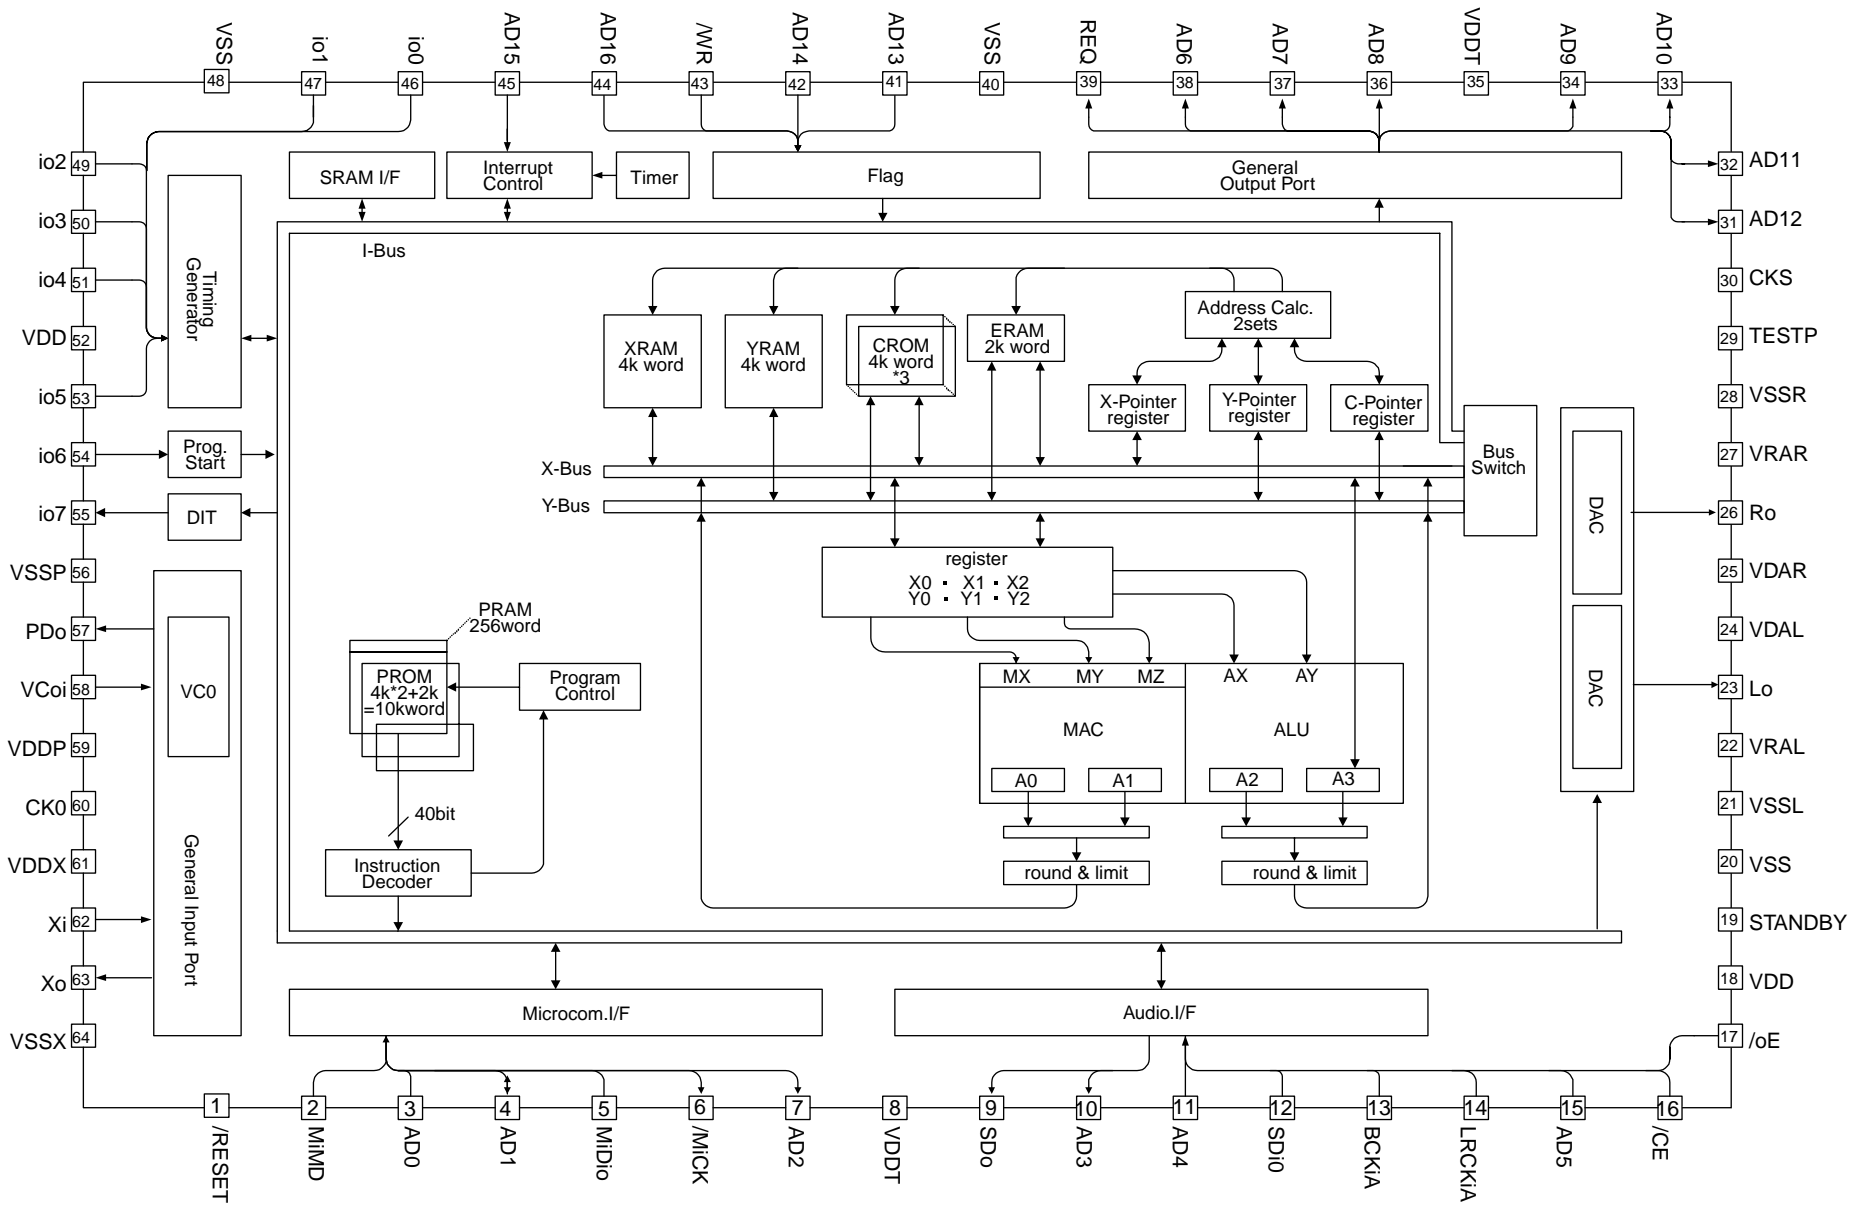 VSS
io1
io0
AD15
AD16
/WR
AD14
AD13
VSS
REQ
AD6
AD7
AD8
VDDT
AD9
AD10
48
47
46
45
44
43
42
41
40
39
38
37
36
35
34
33
io2
49
io3
50
io4
51
VDD
52
io5
53
io6
54
io7
55
VSSP
56
PDo
57
VCoi
58
VDDP
59
CK0
60
VDDX
61
Xi
62
Xo
63
VSSX
64
Timing
Generator
Prog.
Start
DIT
VC0
General Input Port
SRAM I/F
Interrupt
Control
Timer
Flag
General
Output Port
I-Bus
XRAM
4k word
YRAM
4k word
CROM
4k word
*3
ERAM
2k word
Address Calc.
2sets
X-Pointer
register
Y-Pointer
register
C-Pointer
register
X-Bus
Y-Bus
Bus
Switch
register
X0 · X1 · X2
Y0 · Y1 · Y2
PRAM
256word
PROM
4k*2+2k
=10kword
Program
Control
40bit
Instruction
Decoder
MX
MY
MZ
AX
AY
MAC
ALU
A0
A1
A2
A3
round & limit
round & limit
DAC
DAC
Microcom.I/F
Audio.I/F
32
AD11
31
AD12
30
CKS
29
TESTP
28
VSSR
27
VRAR
26
Ro
25
VDAR
24
VDAL
23
Lo
22
VRAL
21
VSSL
20
VSS
19
STANDBY
18
VDD
17
/oE
1
2
3
4
5
6
7
8
9
10
11
12
13
14
15
16
/RESET
MiMD
AD0
AD1
MiDio
/MiCK
AD2
VDDT
SDo
AD3
AD4
SDi0
BCKiA
LRCKiA
AD5
/CE